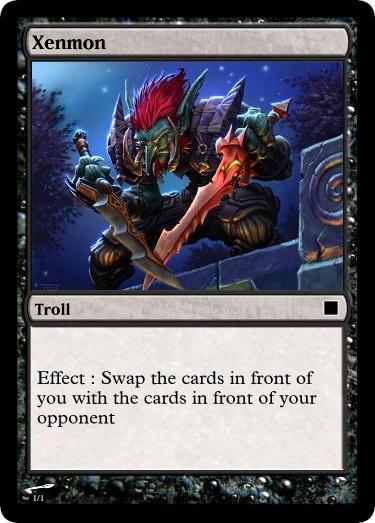 Xenmon
Troll
Effect : Swap the cards in front of
you with the cards in front of your
opponent
1/1